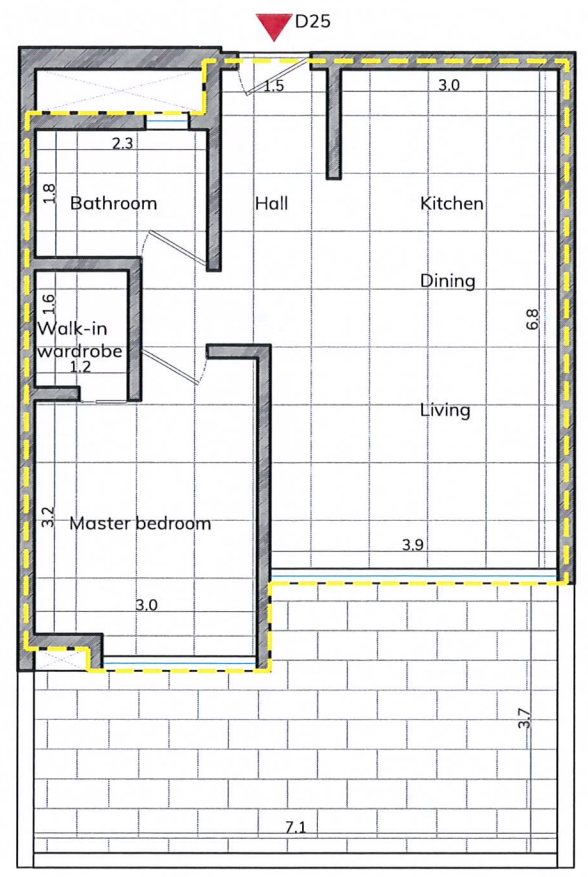 D25
1.5
3.0
2.3
1.8
Bathroom
Hall
Kitchen
Dining
1.6
Walk-in
wardrobe
1.2
6.8
Living
3.2
Master bedroom
3.9
3.0
3.7
7.1